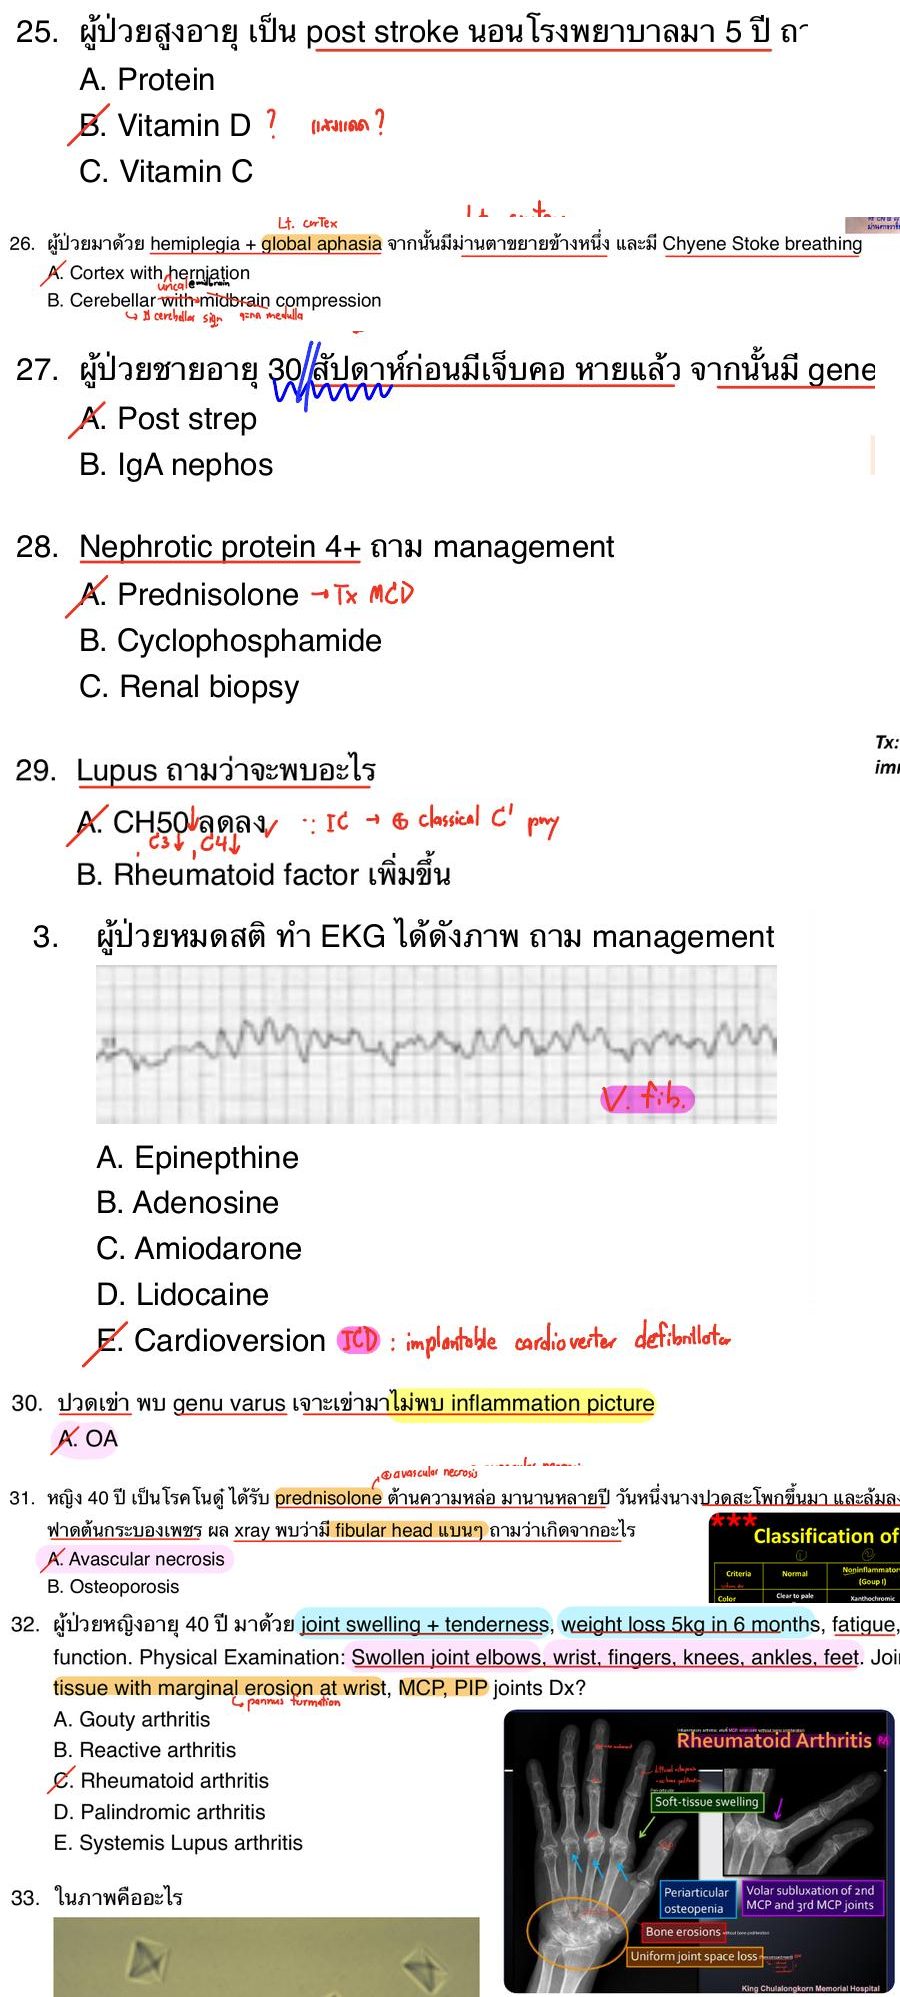 25. ผู้ป่วยสูงอายุ เป็น post stroke นอนโรงพยาบาลมา 5 ปี ถา
A. Protein
B. Vitamin D ? แสงแดด ?
C. Vitamin C
Lt. cortex
26. ผู้ป่วยมาด้วย hemiplegia + global aphasia จากนั้นมีม่านตาขยายข้างหนึ่ง และมี Chyene Stoke breathing
A. Cortex with herniation
uncal midbrain
B. Cerebellar with midbrain compression
cerebellar sign กดที่ medulla
27. ผู้ป่วยชายอายุ 30 สัปดาห์ก่อนมีเจ็บคอ หายแล้ว จากนั้นมี gene
A. Post strep
B. IgA nephos
28. Nephrotic protein 4+ ถาม management
A. Prednisolone → Tx MCD
B. Cyclophosphamide
C. Renal biopsy
Tx:
29. Lupus ถามว่าจะพบอะไร
A. CH50 ลดลง ∵ IC → ⊕ classical C' pwy
C3↓, C4↓
B. Rheumatoid factor เพิ่มขึ้น
3. ผู้ป่วยหมดสติ ทำ EKG ได้ดังภาพ ถาม management
V. fib.
A. Epinepthine
B. Adenosine
C. Amiodarone
D. Lidocaine
E. Cardioversion ICD : implantable cardioverter defibrillator
30. ปวดเข่า พบ genu varus เจาะเข่ามาไม่พบ inflammation picture
A. OA
avascular necrosis
31. หญิง 40 ปี เป็นโรคโนดู๋ ได้รับ prednisolone ต้านความหล่อ มานานหลายปี วันหนึ่งนางปวดสะโพกขึ้นมา และล้มลง
ฟาดต้นกระบองเพชร ผล xray พบว่ามี fibular head แบนๆ ถามว่าเกิดจากอะไร
A. Avascular necrosis
B. Osteoporosis
***
Classification of
Criteria Normal Noninflammator
(Goup I)
Color Clear to pale Xanthochromic
32. ผู้ป่วยหญิงอายุ 40 ปี มาด้วย joint swelling + tenderness, weight loss 5kg in 6 months, fatigue,
function. Physical Examination: Swollen joint elbows, wrist, fingers, knees, ankles, feet. Joi
tissue with marginal erosion at wrist, MCP, PIP joints Dx?
pannus formation
A. Gouty arthritis
B. Reactive arthritis
C. Rheumatoid arthritis
D. Palindromic arthritis
E. Systemis Lupus arthritis
Rheumatoid Arthritis
Soft-tissue swelling
Periarticular
osteopenia
Volar subluxation of 2nd
MCP and 3rd MCP joints
Bone erosions
Uniform joint space loss
King Chulalongkorn Memorial Hospital
33. ในภาพคืออะไร